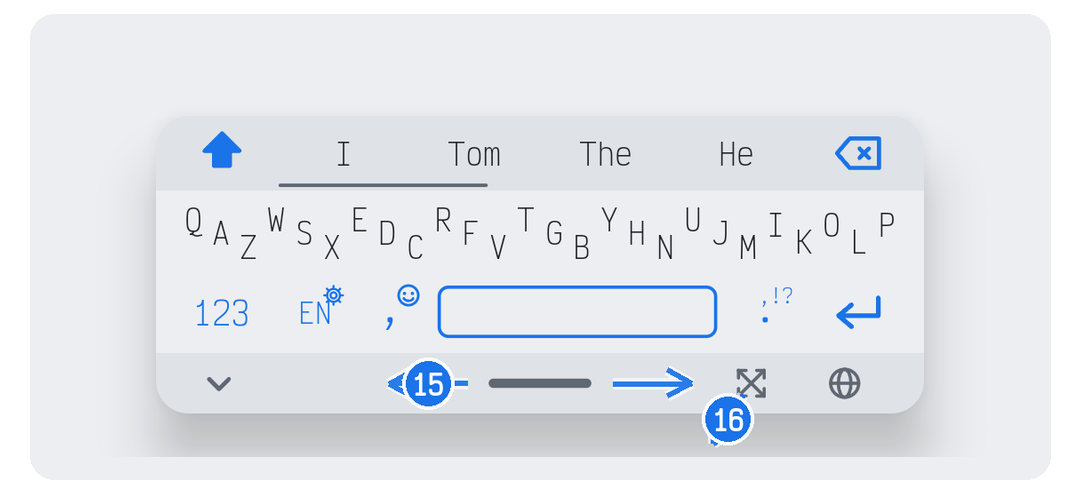 I Tom The He
Q A Z W S X E D C R F V T G B Y H N U J M I K O L P
123 EN , . ,!?
15 16